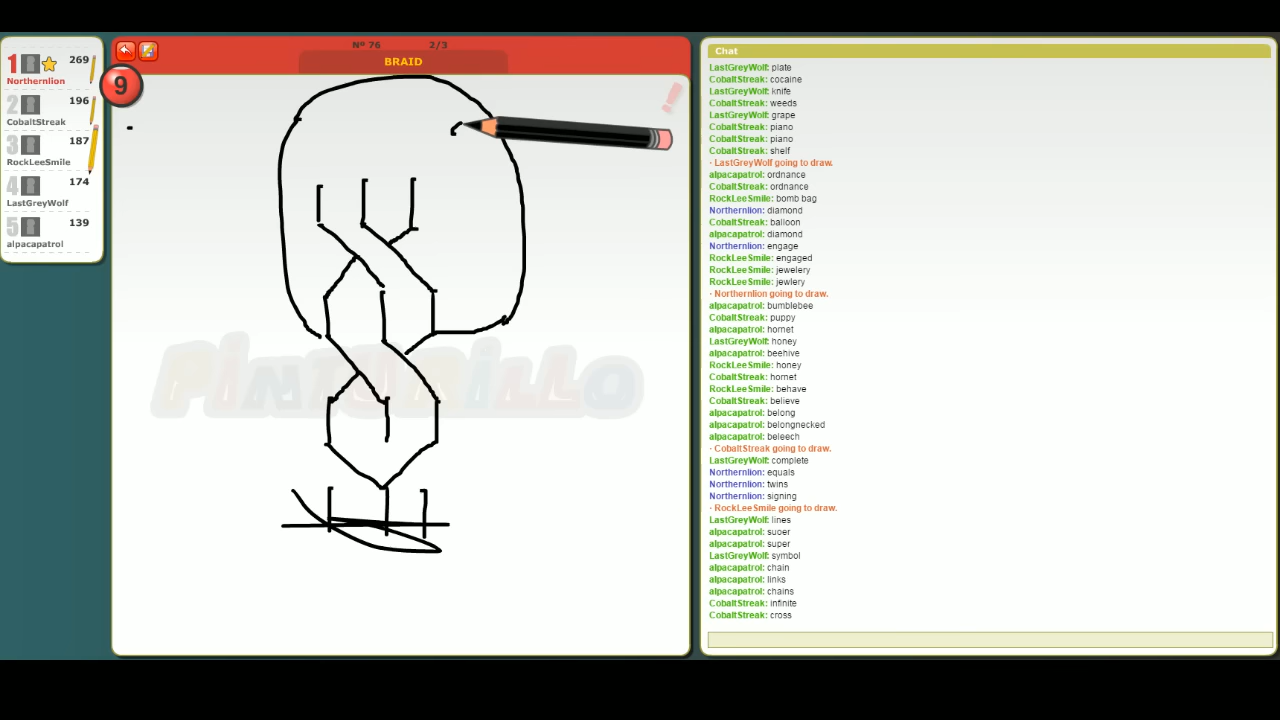 Nº 76 2/3
BRAID
1 269
Northernlion
9
2 196
CobaltStreak
3 187
RockLeeSmile
4 174
LastGreyWolf
5 139
alpacapatrol
Pinturillo
Chat
LastGreyWolf: plate
CobaltStreak: cocaine
LastGreyWolf: knife
CobaltStreak: weeds
LastGreyWolf: grape
CobaltStreak: piano
CobaltStreak: piano
CobaltStreak: shelf
· LastGreyWolf going to draw.
alpacapatrol: ordnance
CobaltStreak: ordnance
RockLeeSmile: bomb bag
Northernlion: diamond
CobaltStreak: balloon
alpacapatrol: diamond
Northernlion: engage
RockLeeSmile: engaged
RockLeeSmile: jewelery
RockLeeSmile: jewlery
· Northernlion going to draw.
alpacapatrol: bumblebee
CobaltStreak: puppy
alpacapatrol: hornet
LastGreyWolf: honey
alpacapatrol: beehive
RockLeeSmile: honey
CobaltStreak: hornet
RockLeeSmile: behave
CobaltStreak: believe
alpacapatrol: belong
alpacapatrol: belongnecked
alpacapatrol: beleech
· CobaltStreak going to draw.
LastGreyWolf: complete
Northernlion: equals
Northernlion: twins
Northernlion: signing
· RockLeeSmile going to draw.
LastGreyWolf: lines
alpacapatrol: suoer
alpacapatrol: super
LastGreyWolf: symbol
alpacapatrol: chain
alpacapatrol: links
alpacapatrol: chains
CobaltStreak: infinite
CobaltStreak: cross